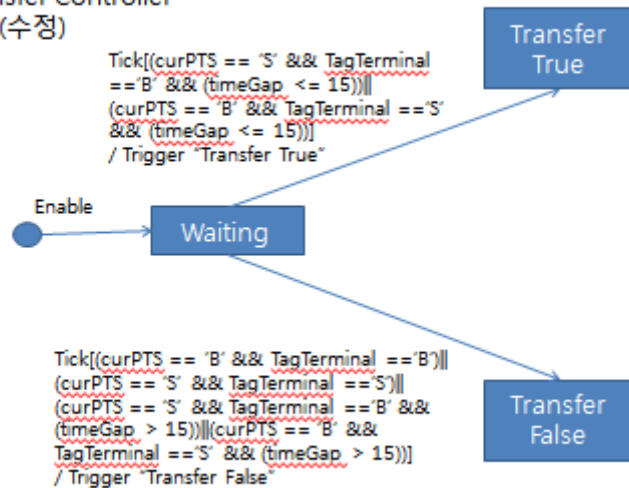 (수정)
Tick[(curPTS == 'S' && TagTerminal
=='B' && (timeGap <= 15))||
(curPTS == 'B' && TagTerminal =='S'
&& (timeGap <= 15))]
/ Trigger "Transfer True"
Transfer
True
Enable
Waiting
Tick[(curPTS == 'B' && TagTerminal =='B')||
(curPTS == 'S' && TagTerminal =='S')||
(curPTS == 'S' && TagTerminal =='B' &&
(timeGap > 15))||(curPTS == 'B' &&
TagTerminal =='S' && (timeGap > 15))]
/ Trigger "Transfer False"
Transfer
False